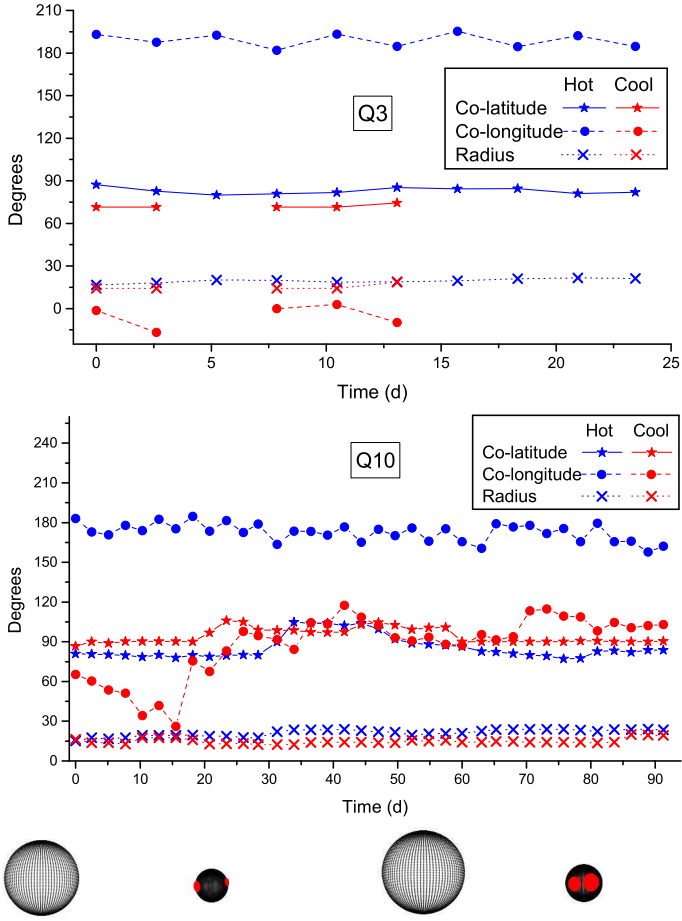 210
180
150
120
90
60
30
0
Degrees
Q3
Hot Cool
Co-latitude
Co-longitude
Radius
0 5 10 15 20 25
Time (d)
240
210
180
150
120
90
60
30
0
Degrees
Q10
Hot Cool
Co-latitude
Co-longitude
Radius
0 10 20 30 40 50 60 70 80 90
Time (d)